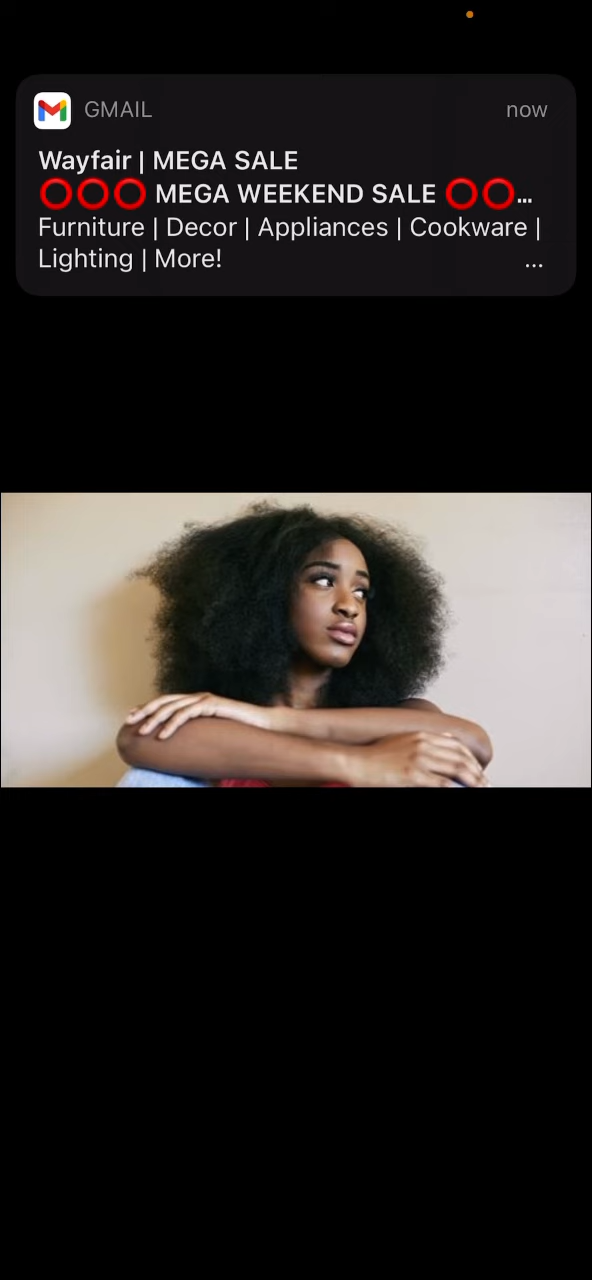 GMAIL now
Wayfair | MEGA SALE
⭕⭕⭕ MEGA WEEKEND SALE ⭕⭕...
Furniture | Decor | Appliances | Cookware |
Lighting | More! ...